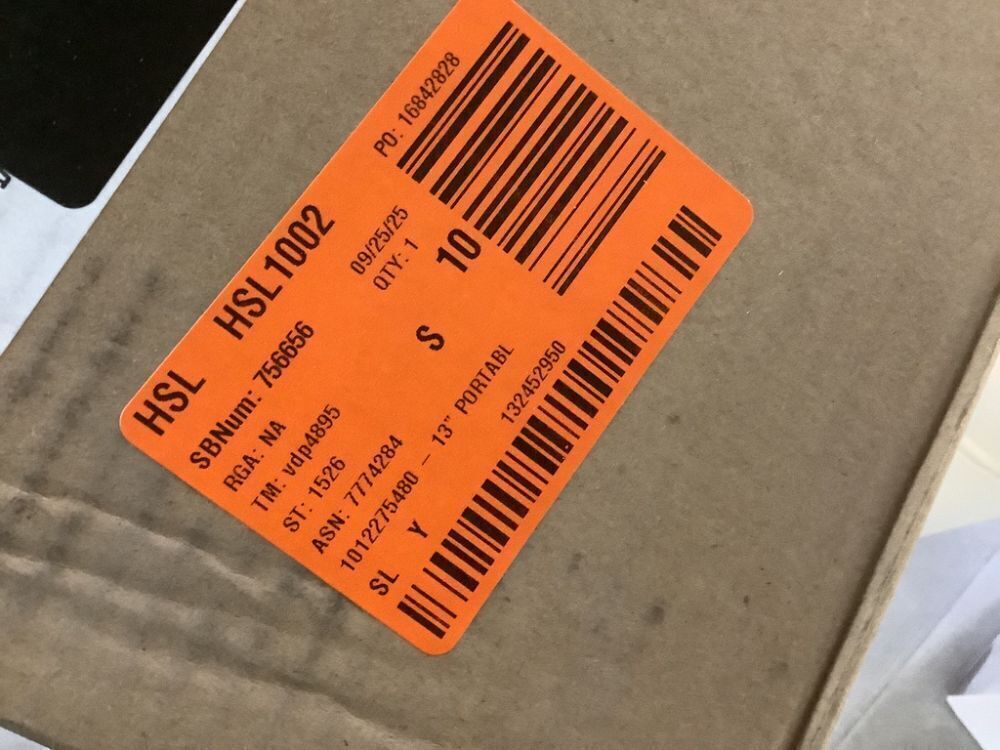 HSL HSL1002 PO: 16842828
SBNum: 756656 09/25/25
RGA: NA QTY: 1
TM: vdp4895 10
ST: 1526 S
ASN: 7774284
1012275480 - 13" PORTABL
SL Y 132452950